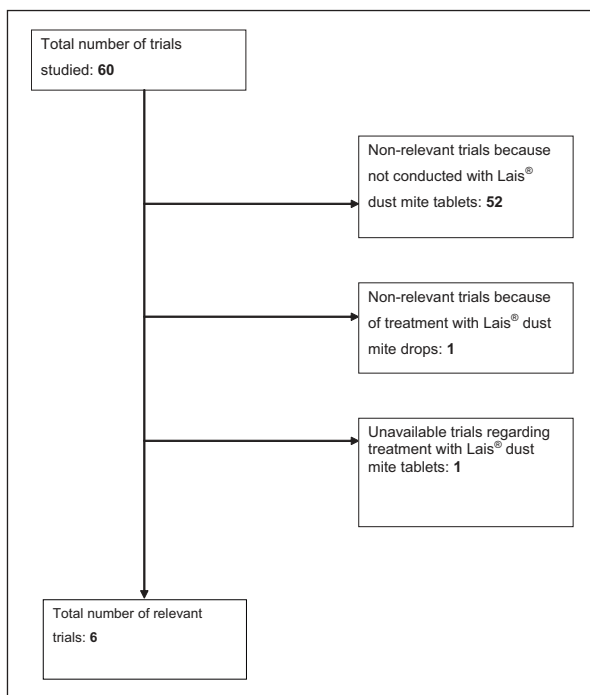 Total number of trials
studied: 60
Non-relevant trials because
not conducted with Lais®
dust mite tablets: 52
Non-relevant trials because
of treatment with Lais® dust
mite drops: 1
Unavailable trials regarding
treatment with Lais® dust
mite tablets: 1
Total number of relevant
trials: 6